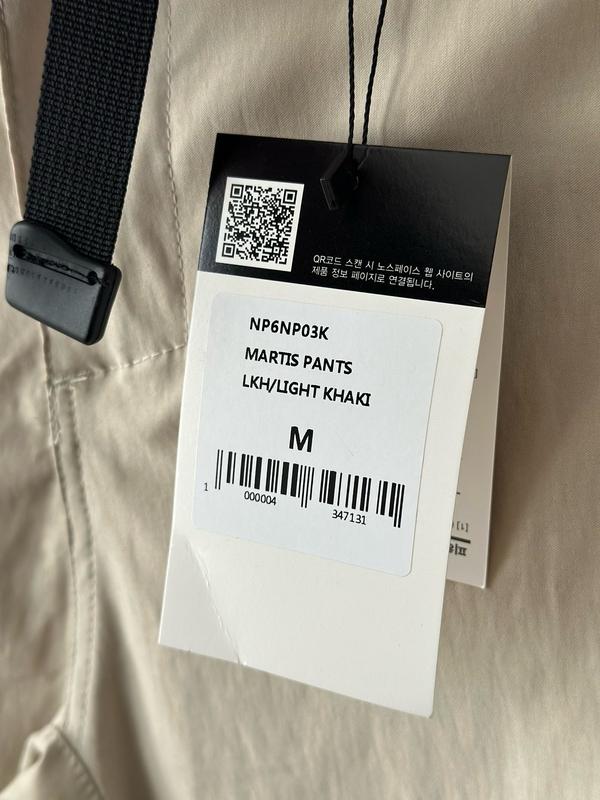 QR코드 스캔 시 노스페이스 웹 사이트의
제품 정보 페이지로 연결됩니다.
NP6NP03K
MARTIS PANTS
LKH/LIGHT KHAKI
M
1 000004 347131
[1]